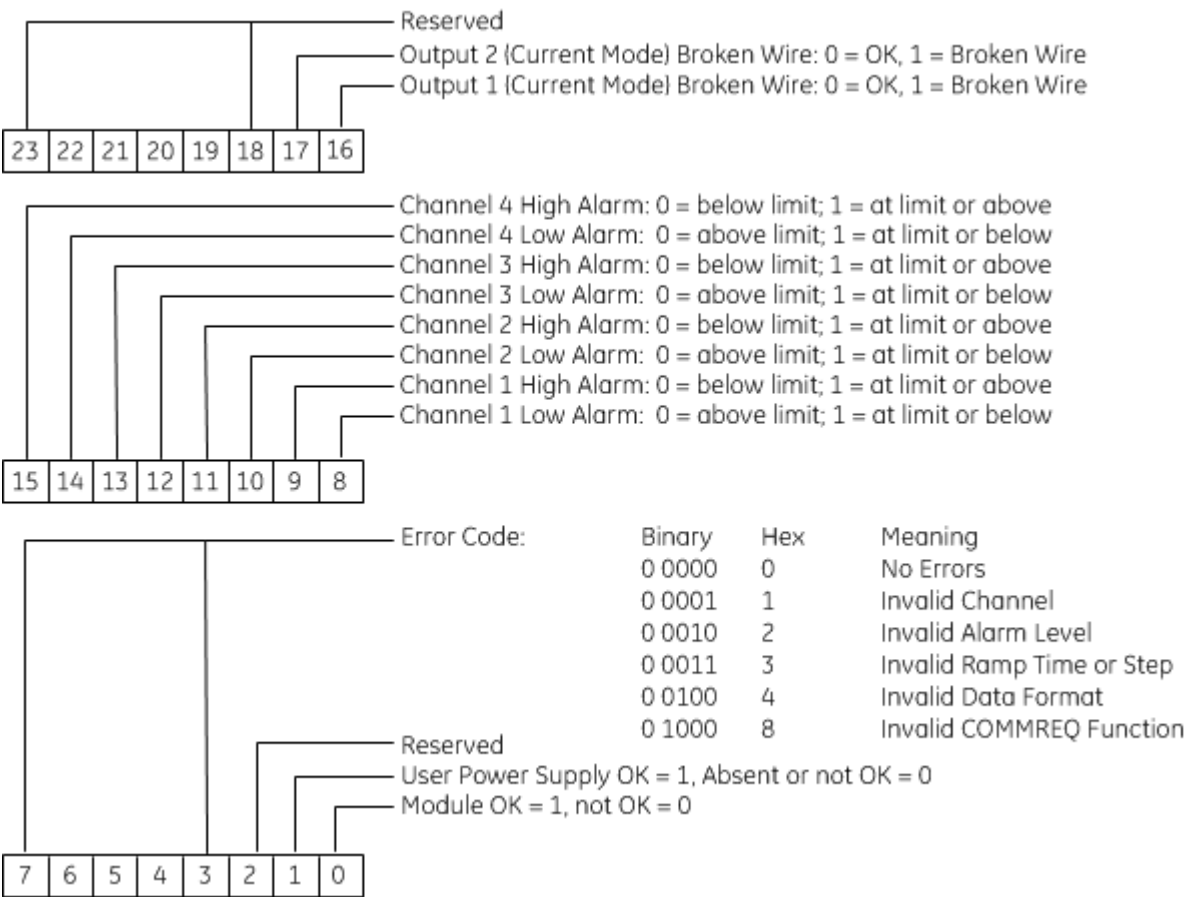 Reserved
Output 2 (Current Mode) Broken Wire: 0 = OK, 1 = Broken Wire
Output 1 (Current Mode) Broken Wire: 0 = OK, 1 = Broken Wire
23 22 21 20 19 18 17 16
Channel 4 High Alarm: 0 = below limit; 1 = at limit or above
Channel 4 Low Alarm: 0 = above limit; 1 = at limit or below
Channel 3 High Alarm: 0 = below limit; 1 = at limit or above
Channel 3 Low Alarm: 0 = above limit; 1 = at limit or below
Channel 2 High Alarm: 0 = below limit; 1 = at limit or above
Channel 2 Low Alarm: 0 = above limit; 1 = at limit or below
Channel 1 High Alarm: 0 = below limit; 1 = at limit or above
Channel 1 Low Alarm: 0 = above limit; 1 = at limit or below
15 14 13 12 11 10 9 8
Error Code: Binary Hex Meaning
0 0000 0 No Errors
0 0001 1 Invalid Channel
0 0010 2 Invalid Alarm Level
0 0011 3 Invalid Ramp Time or Step
0 0100 4 Invalid Data Format
0 1000 8 Invalid COMMREQ Function
Reserved
User Power Supply OK = 1, Absent or not OK = 0
Module OK = 1, not OK = 0
7 6 5 4 3 2 1 0